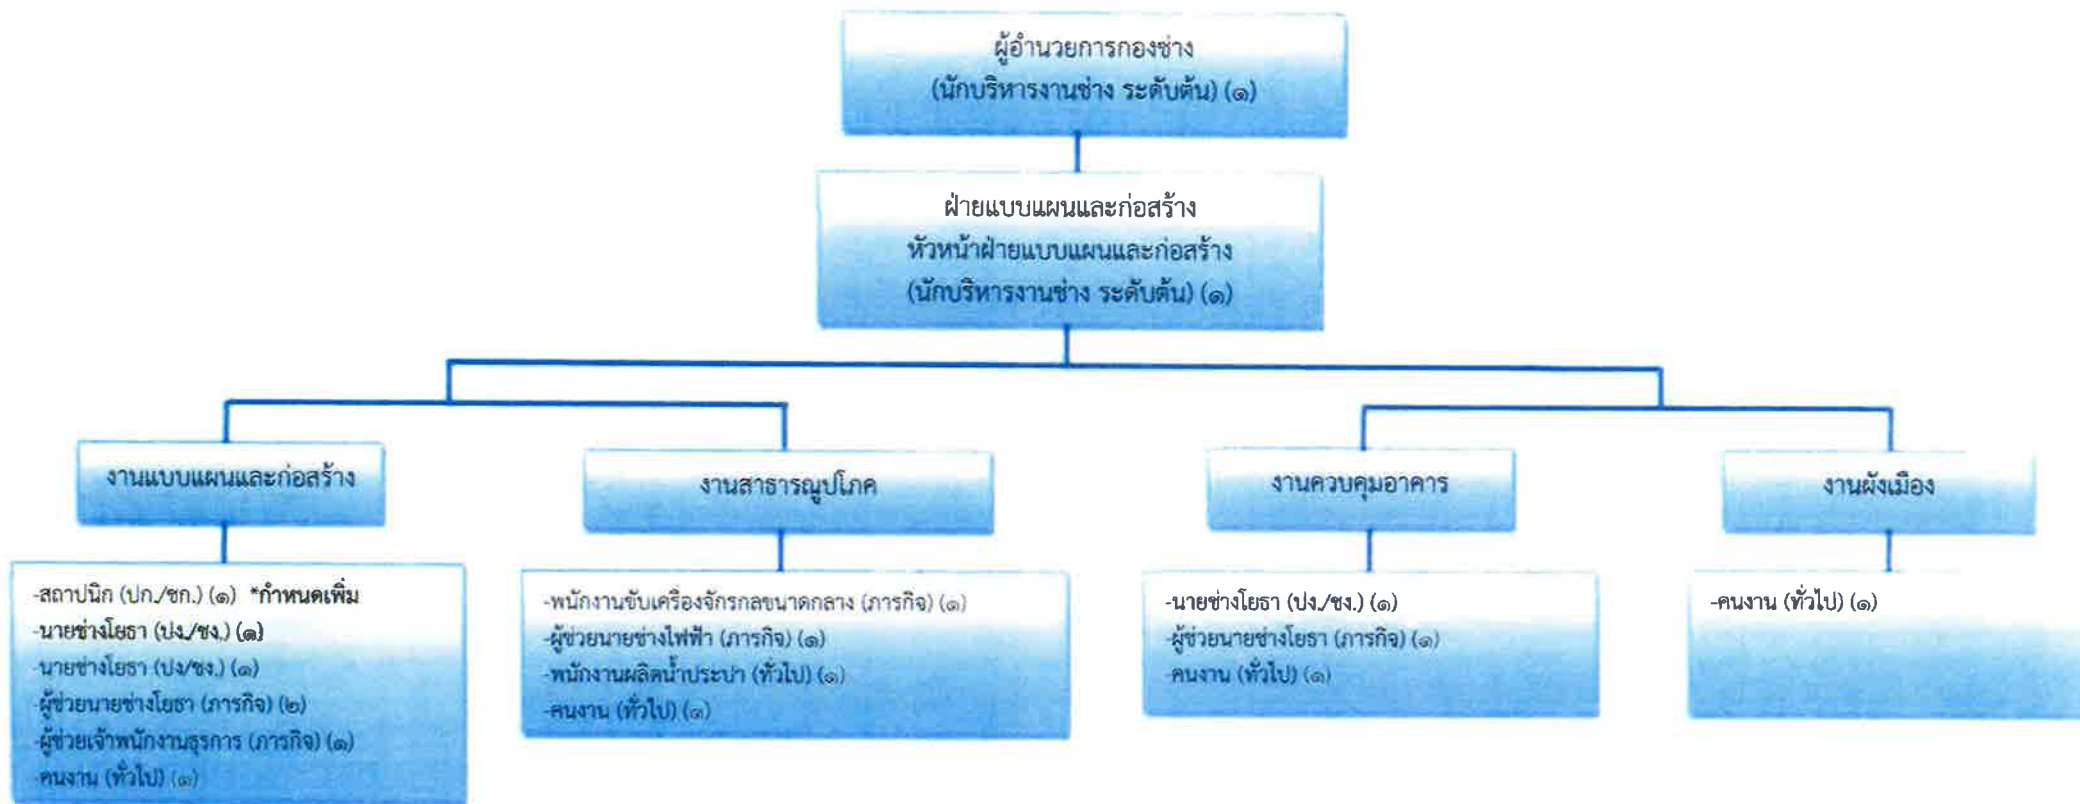 ผู้อำนวยการกองช่าง
(นักบริหารงานช่าง ระดับต้น) (๑)
ฝ่ายแบบแผนและก่อสร้าง
หัวหน้าฝ่ายแบบแผนและก่อสร้าง
(นักบริหารงานช่าง ระดับต้น) (๑)
งานแบบแผนและก่อสร้าง
-สถาปนิก (ปก./ชก.) (๑) *กำหนดเพิ่ม
-นายช่างโยธา (ปง./ชง.) (๑)
-นายช่างโยธา (ปง/ชง.) (๑)
-ผู้ช่วยนายช่างโยธา (ภารกิจ) (๒)
-ผู้ช่วยเจ้าพนักงานธุรการ (ภารกิจ) (๑)
-คนงาน (ทั่วไป) (๑)
งานสาธารณูปโภค
-พนักงานขับเครื่องจักรกลขนาดกลาง (ภารกิจ) (๑)
-ผู้ช่วยนายช่างไฟฟ้า (ภารกิจ) (๑)
-พนักงานผลิตน้ำประปา (ทั่วไป) (๑)
-คนงาน (ทั่วไป) (๑)
งานควบคุมอาคาร
-นายช่างโยธา (ปง./ชง.) (๑)
-ผู้ช่วยนายช่างโยธา (ภารกิจ) (๑)
-คนงาน (ทั่วไป) (๑)
งานผังเมือง
-คนงาน (ทั่วไป) (๑)